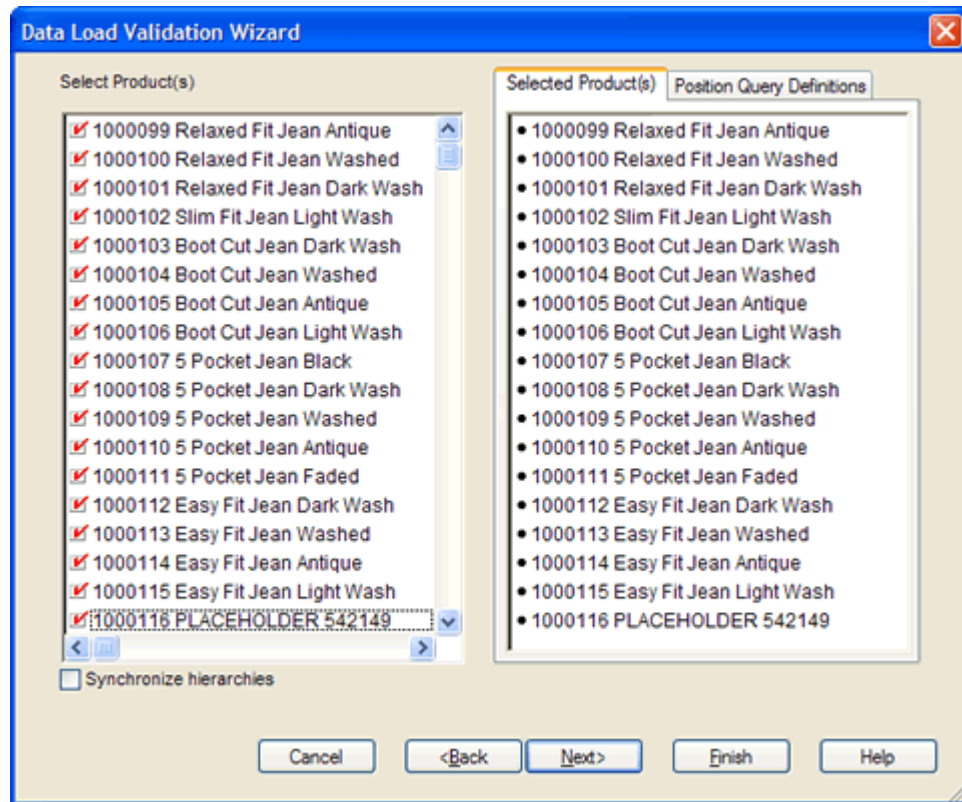 Data Load Validation Wizard
Select Product(s)
1000099 Relaxed Fit Jean Antique
1000100 Relaxed Fit Jean Washed
1000101 Relaxed Fit Jean Dark Wash
1000102 Slim Fit Jean Light Wash
1000103 Boot Cut Jean Dark Wash
1000104 Boot Cut Jean Washed
1000105 Boot Cut Jean Antique
1000106 Boot Cut Jean Light Wash
1000107 5 Pocket Jean Black
1000108 5 Pocket Jean Dark Wash
1000109 5 Pocket Jean Washed
1000110 5 Pocket Jean Antique
1000111 5 Pocket Jean Faded
1000112 Easy Fit Jean Dark Wash
1000113 Easy Fit Jean Washed
1000114 Easy Fit Jean Antique
1000115 Easy Fit Jean Light Wash
1000116 PLACEHOLDER 542149
Synchronize hierarchies
Selected Product(s)
Position Query Definitions
• 1000099 Relaxed Fit Jean Antique
• 1000100 Relaxed Fit Jean Washed
• 1000101 Relaxed Fit Jean Dark Wash
• 1000102 Slim Fit Jean Light Wash
• 1000103 Boot Cut Jean Dark Wash
• 1000104 Boot Cut Jean Washed
• 1000105 Boot Cut Jean Antique
• 1000106 Boot Cut Jean Light Wash
• 1000107 5 Pocket Jean Black
• 1000108 5 Pocket Jean Dark Wash
• 1000109 5 Pocket Jean Washed
• 1000110 5 Pocket Jean Antique
• 1000111 5 Pocket Jean Faded
• 1000112 Easy Fit Jean Dark Wash
• 1000113 Easy Fit Jean Washed
• 1000114 Easy Fit Jean Antique
• 1000115 Easy Fit Jean Light Wash
• 1000116 PLACEHOLDER 542149
Cancel
<Back
Next>
Finish
Help